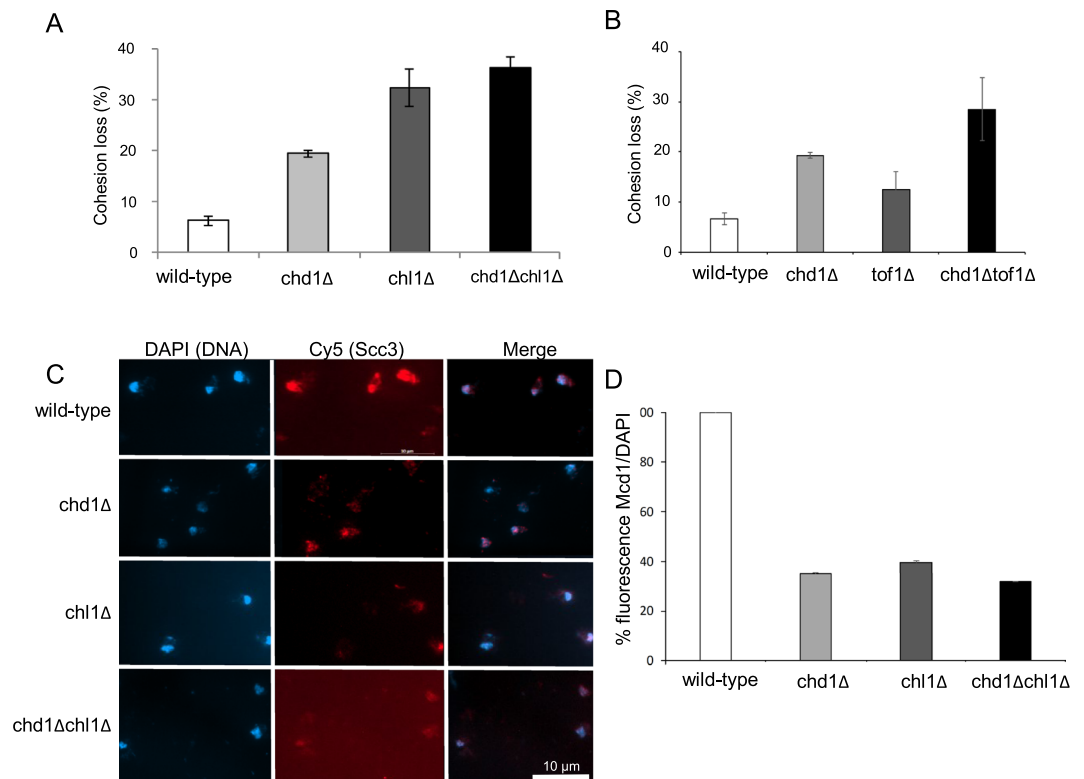 A
Cohesion loss (%)
40
30
20
10
0
wild-type chd1Δ chl1Δ chd1Δchl1Δ
B
Cohesion loss (%)
40
30
20
10
0
wild-type chd1Δ tof1Δ chd1Δtof1Δ
C
DAPI (DNA) Cy5 (Scc3) Merge
wild-type
chd1Δ
chl1Δ
chd1Δchl1Δ
10 µm
D
% fluorescence Mcd1/DAPI
00
80
60
40
20
00
wild-type chd1Δ chl1Δ chd1Δchl1Δ